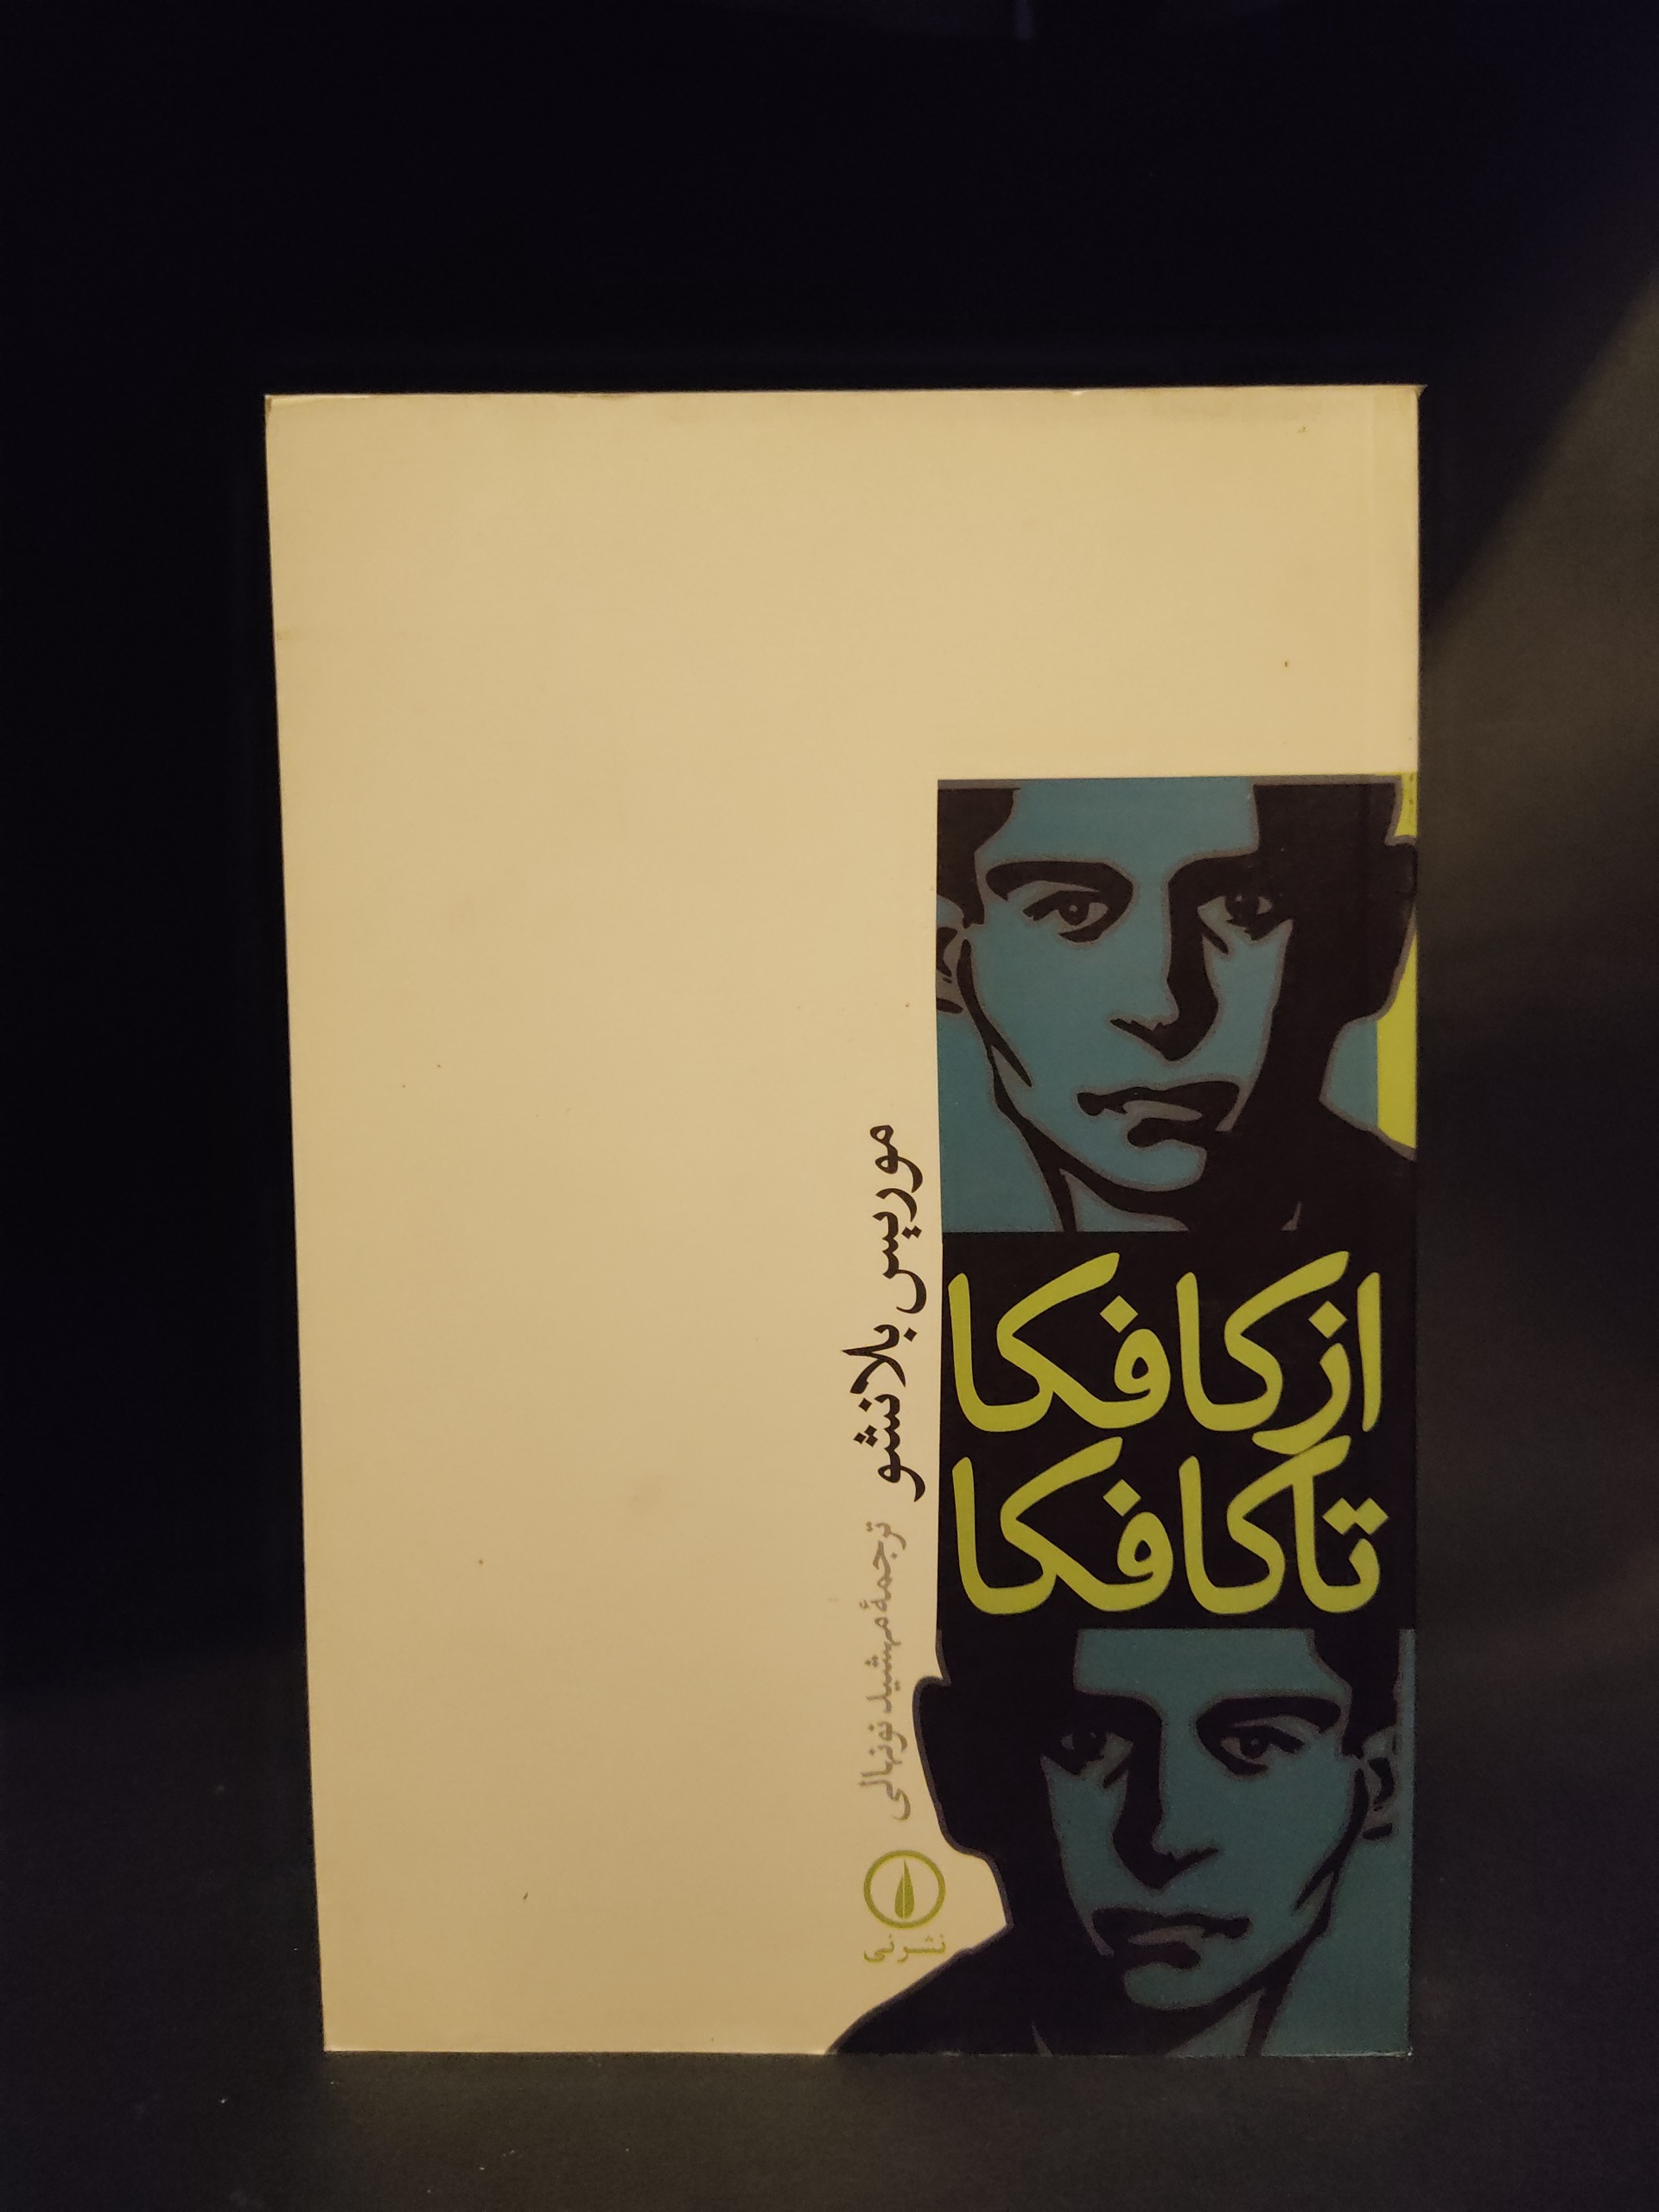 از کافکا
تا کافکا
موریس بلانشو
ترجمهٔ مهشید نونهالی
نشر نی